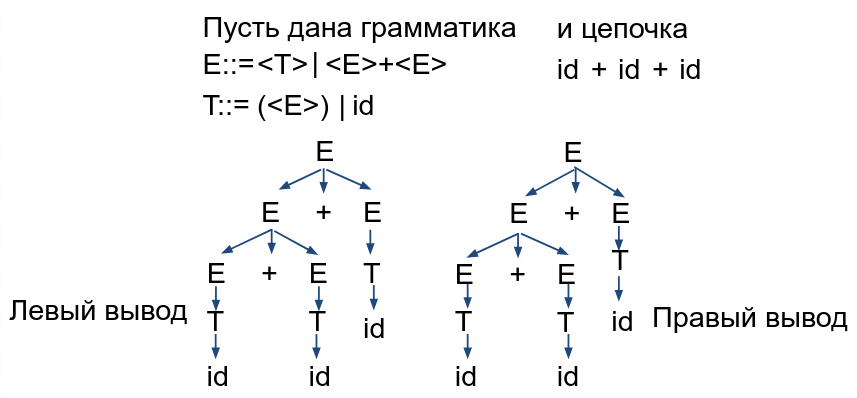 Пусть дана грамматика
E::=<T>| <E>+<E>
T::= (<E>) | id
и цепочка
id + id + id
E
E + E
E + E T
T T id
id id
Левый вывод
E
E + E
E + E T
T T id
id id
Правый вывод